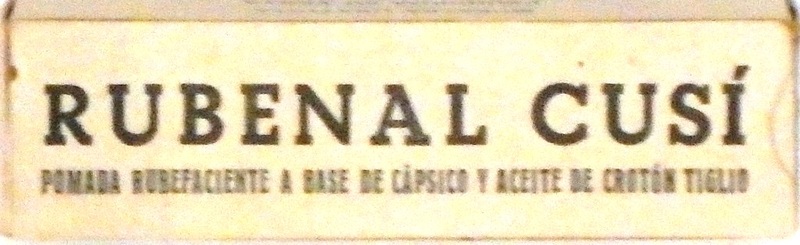 RUBENAL CUSÍ
POMADA RUBEFACIENTE A BASE DE CÁPSICO Y ACEITE DE CROTÓN TIGLIO